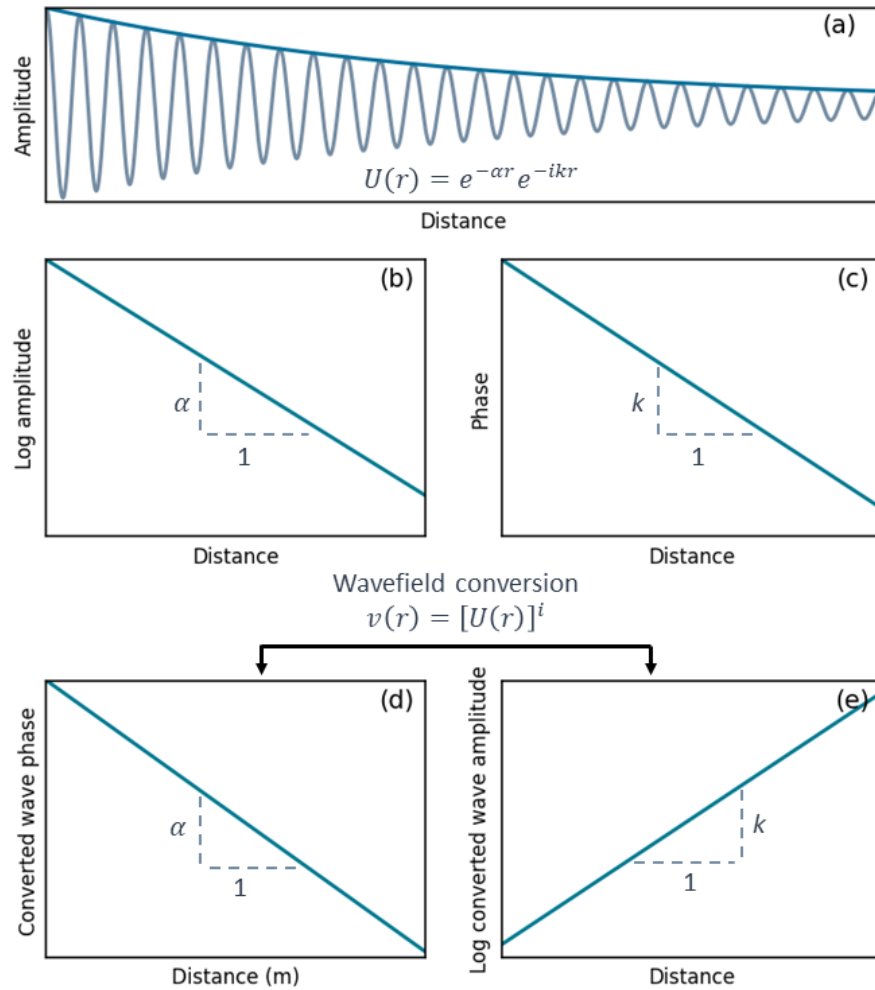 (a)
Amplitude
U(r) = e^{-αr} e^{-ikr}
Distance
(b)
Log amplitude
α
1
Distance
(c)
Phase
k
1
Distance
Wavefield conversion
v(r) = [U(r)]^i
(d)
Converted wave phase
α
1
Distance (m)
(e)
Log converted wave amplitude
k
1
Distance